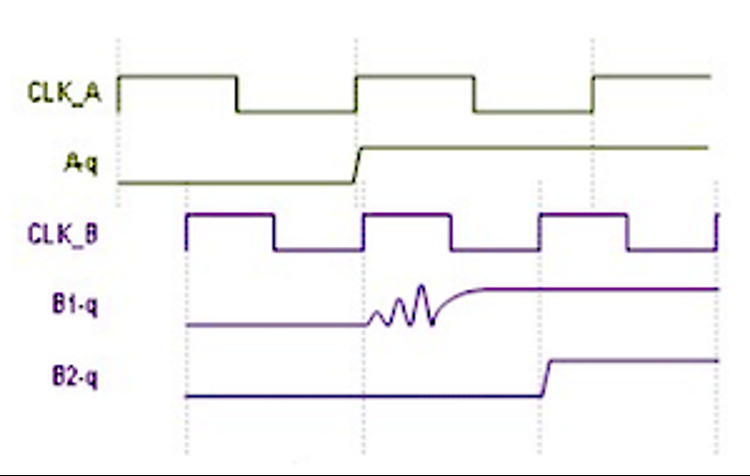 CLK_A
A-q
CLK_B
B1-q
B2-q